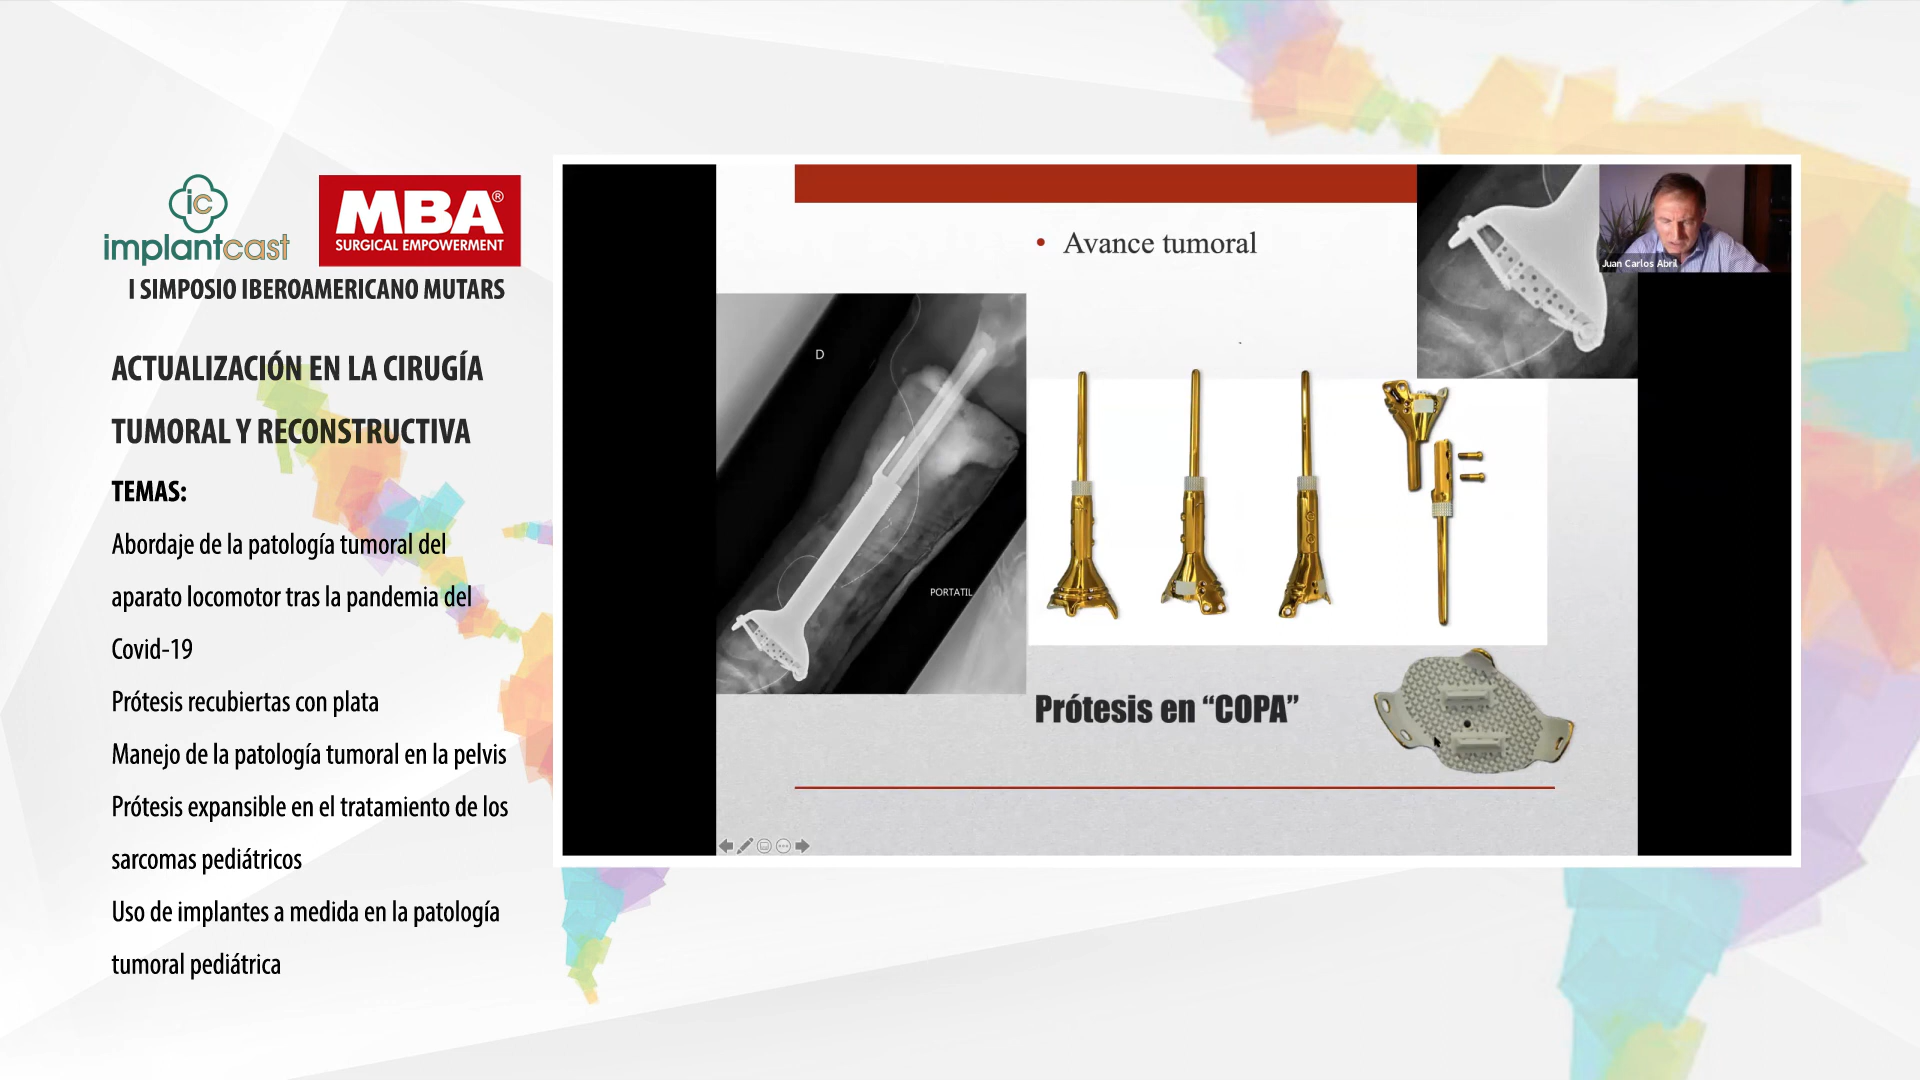 ic
implantcast
MBA®
SURGICAL EMPOWERMENT
I SIMPOSIO IBEROAMERICANO MUTARS
ACTUALIZACIÓN EN LA CIRUGÍA
TUMORAL Y RECONSTRUCTIVA
TEMAS:
Abordaje de la patología tumoral del
aparato locomotor tras la pandemia del
Covid-19
Prótesis recubiertas con plata
Manejo de la patología tumoral en la pelvis
Prótesis expansible en el tratamiento de los
sarcomas pediátricos
Uso de implantes a medida en la patología
tumoral pediátrica
• Avance tumoral
Juan Carlos Abril
D
PORTATIL
Prótesis en “COPA”